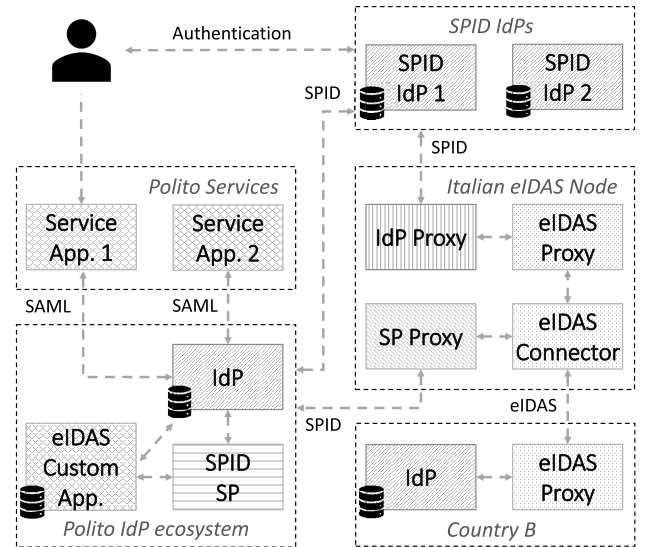 Authentication
SPID IdPs
SPID
IdP 1
SPID
IdP 2
SPID
SPID
Polito Services
Service
App. 1
Service
App. 2
Italian eIDAS Node
IdP Proxy
eIDAS
Proxy
SAML
SAML
SP Proxy
eIDAS
Connector
IdP
eIDAS
SPID
eIDAS
Custom
App.
SPID
SP
Polito IdP ecosystem
IdP
eIDAS
Proxy
Country B